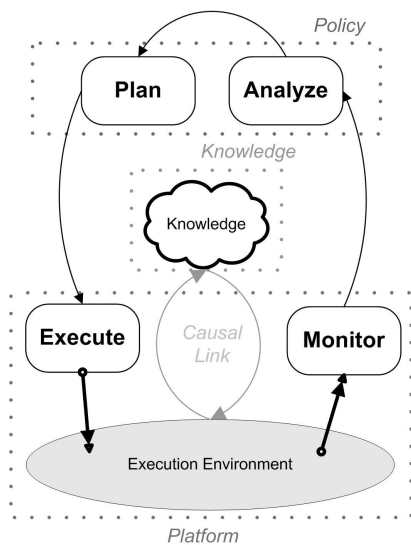 Policy
Plan
Analyze
Knowledge
Knowledge
Execute
Causal
Link
Monitor
Execution Environment
Platform